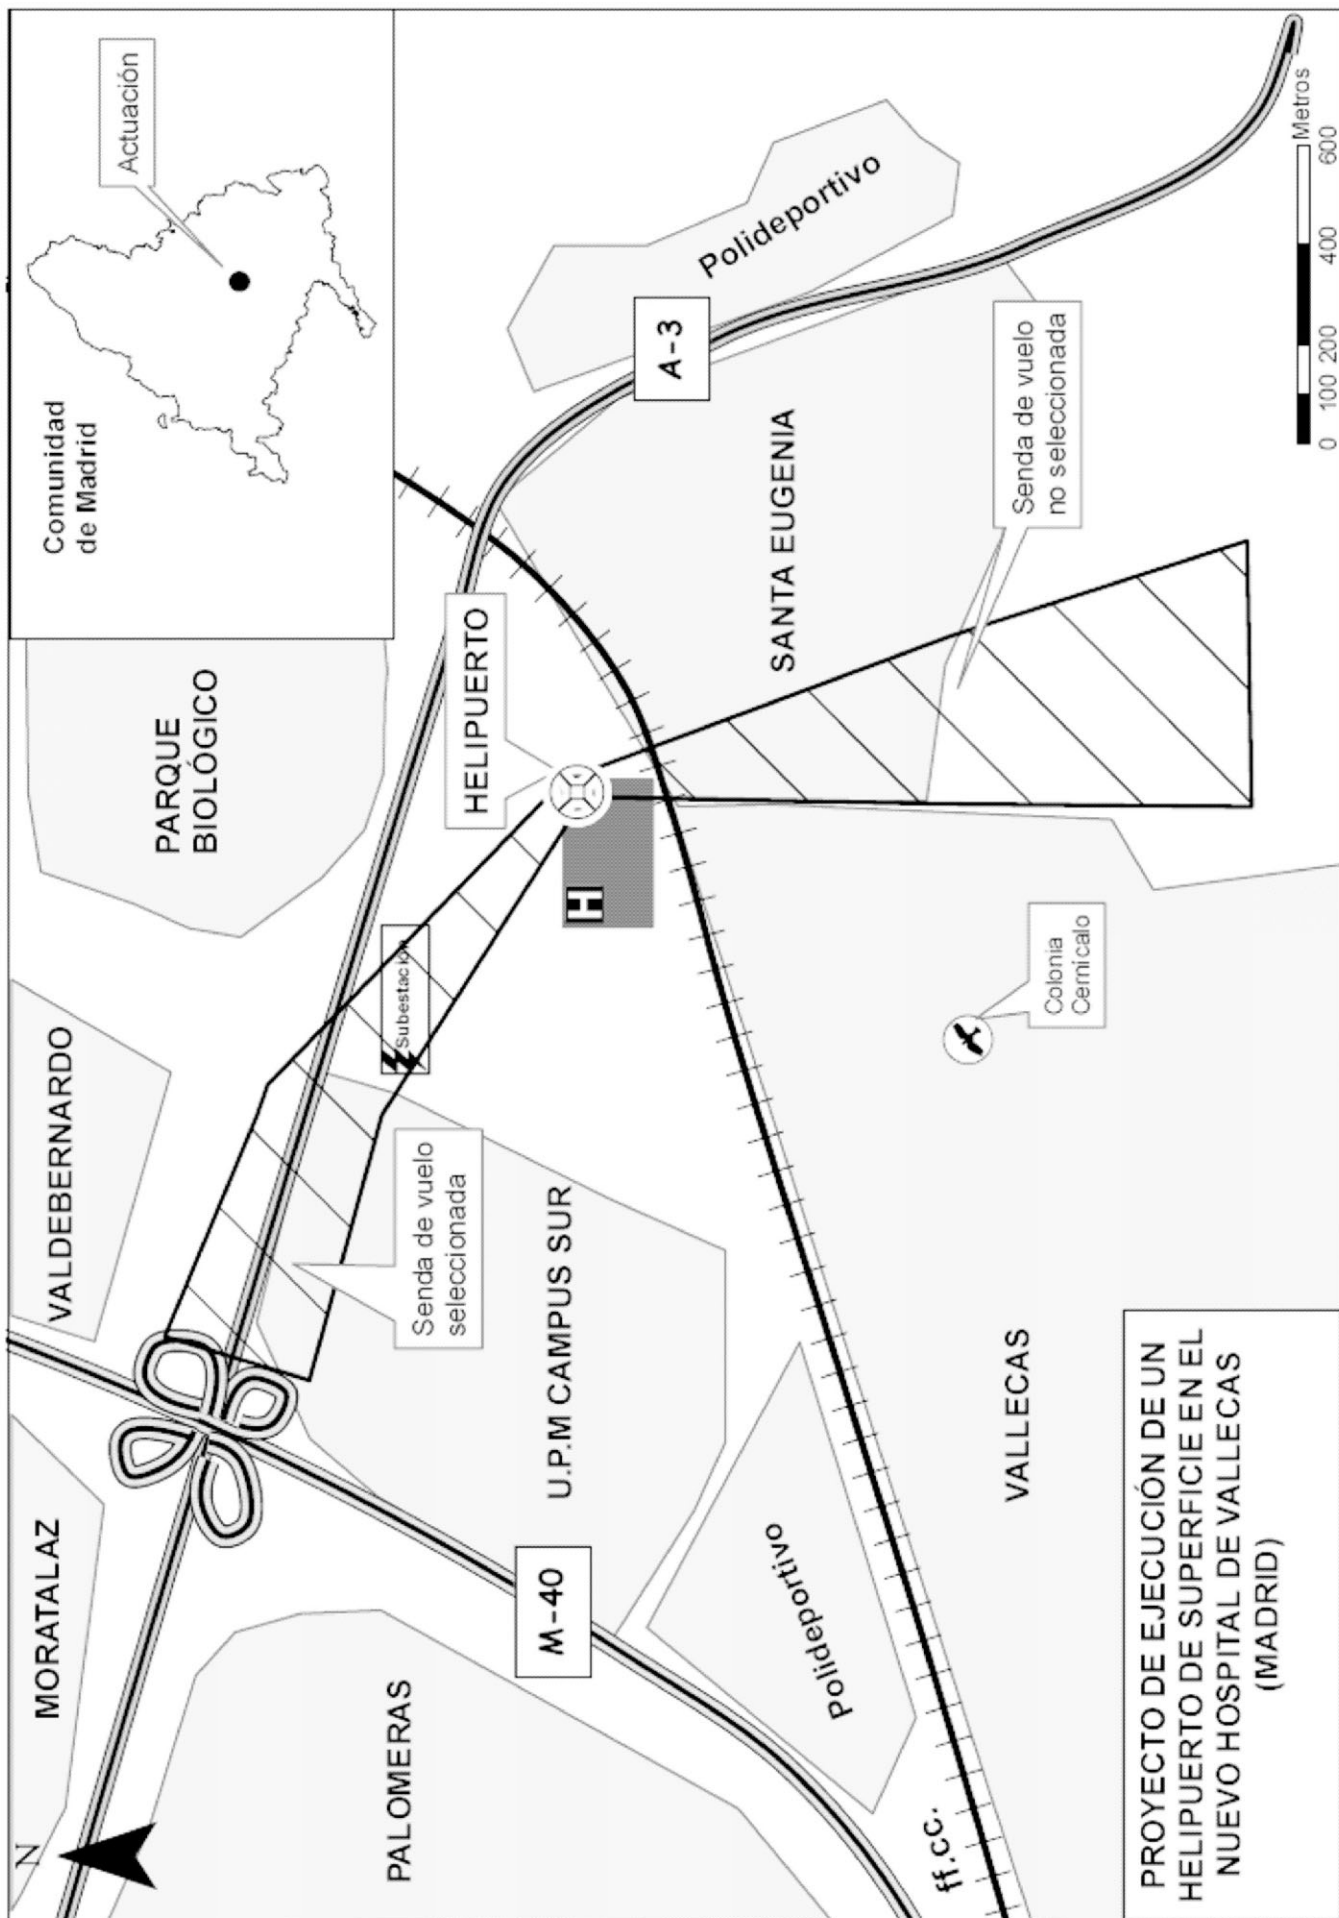 N
MORATALAZ
VALDEBERNARDO
PARQUE
BIOLÓGICO
Comunidad
de Madrid
Actuación
PALOMERAS
M-40
U.P.M CAMPUS SUR
Senda de vuelo
seleccionada
Subestación
HELIPUERTO
H
A-3
Polideportivo
SANTA EUGENIA
Polideportivo
ff.cc.
VALLECAS
Colonia
Cernícalo
Senda de vuelo
no seleccionada
PROYECTO DE EJECUCIÓN DE UN
HELIPUERTO DE SUPERFICIE EN EL
NUEVO HOSPITAL DE VALLECAS
(MADRID)
Metros
0 100 200 400 600